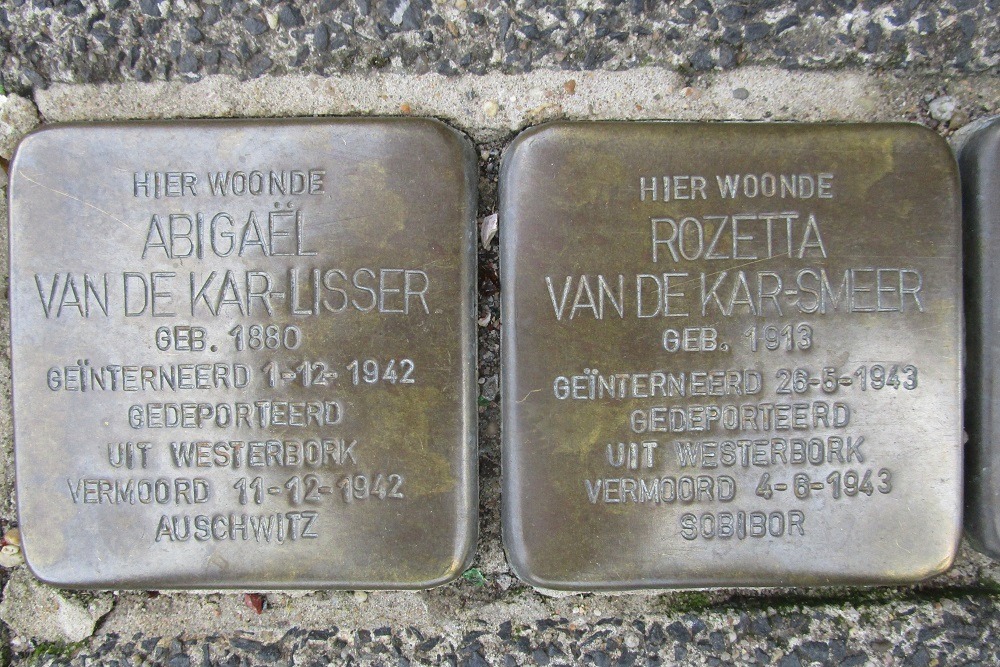 HIER WOONDE
ABIGAËL
VAN DE KAR-LISSER
GEB. 1880
GEÏNTERNEERD 1-12-1942
GEDEPORTEERD
UIT WESTERBORK
VERMOORD 11-12-1942
AUSCHWITZ
HIER WOONDE
ROZETTA
VAN DE KAR-SMEER
GEB. 1913
GEÏNTERNEERD 26-5-1943
GEDEPORTEERD
UIT WESTERBORK
VERMOORD 4-6-1943
SOBIBOR